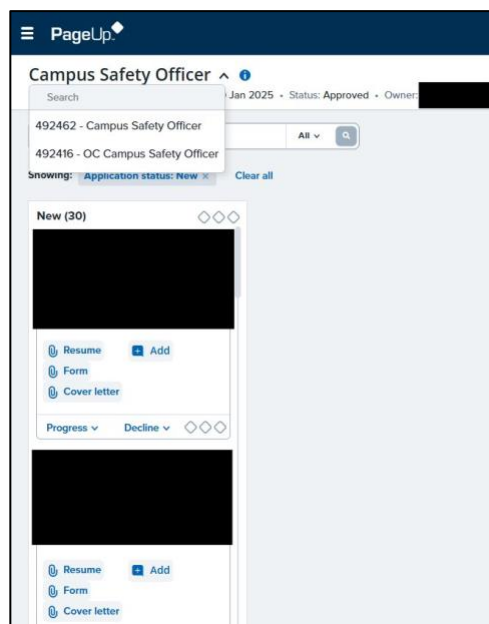 PageUp
Campus Safety Officer
Search
Jan 2025 • Status: Approved • Owner:
492462 - Campus Safety Officer
All
492416 - OC Campus Safety Officer
Showing: Application status: New × Clear all
New (30)
Resume Add
Form
Cover letter
Progress Decline
Resume Add
Form
Cover letter